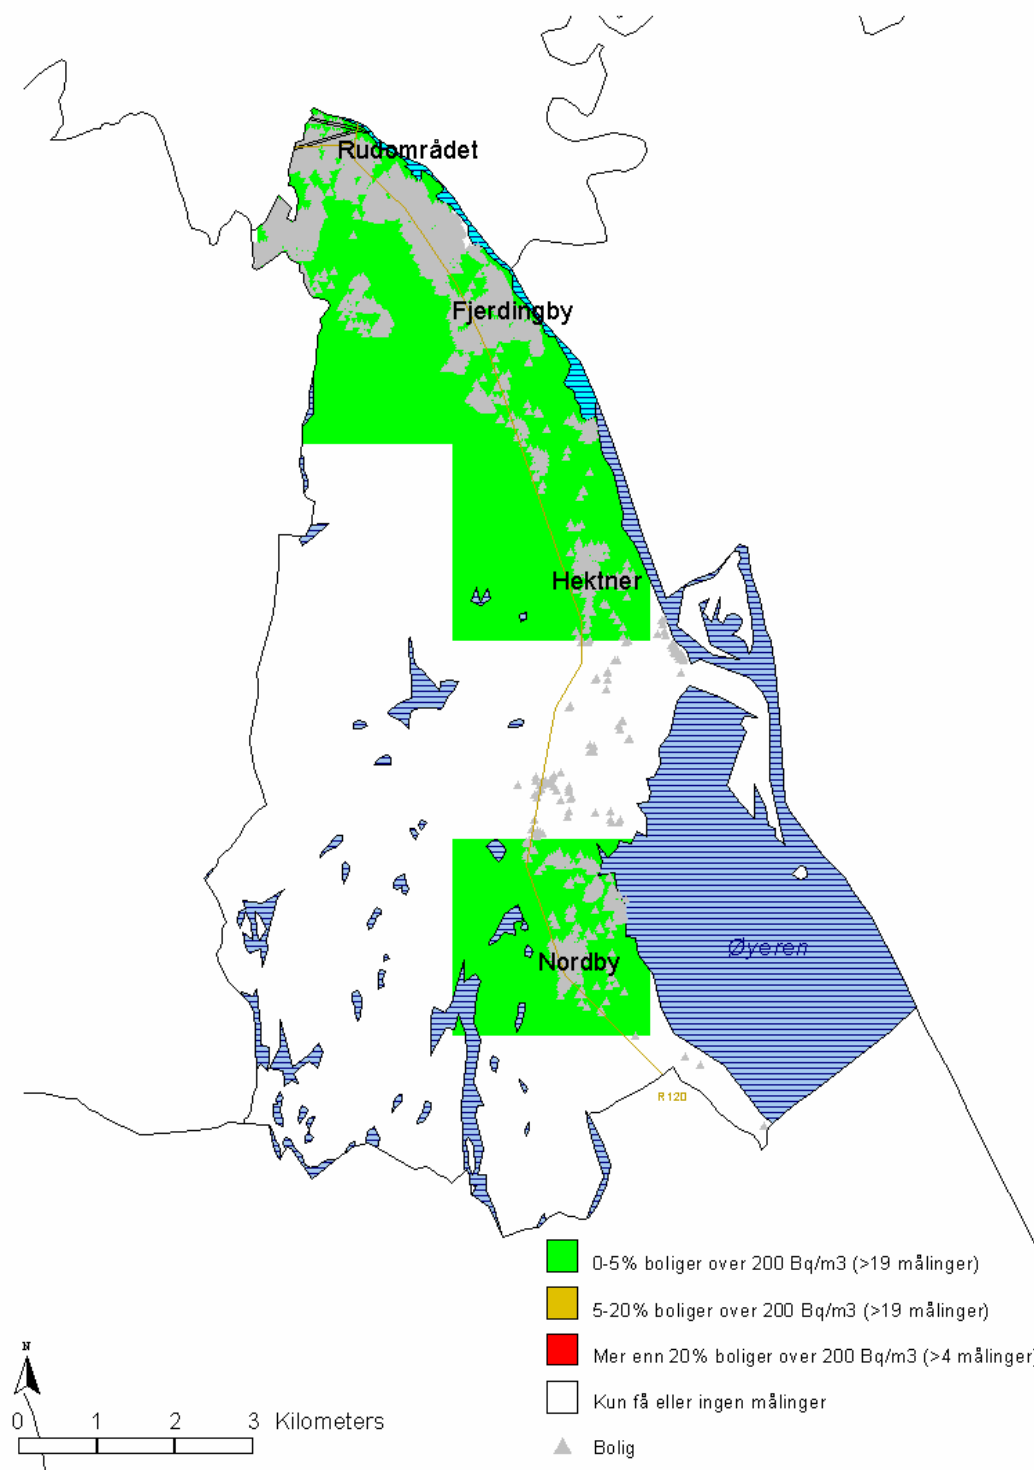 Rudområdet
Fjerdingby
Hektner
Øyeren
Nordby
R 120
0-5% boliger over 200 Bq/m3 (>19 målinger)
5-20% boliger over 200 Bq/m3 (>19 målinger)
Mer enn 20% boliger over 200 Bq/m3 (>4 målinger)
Kun få eller ingen målinger
Bolig
N
0 1 2 3 Kilometers